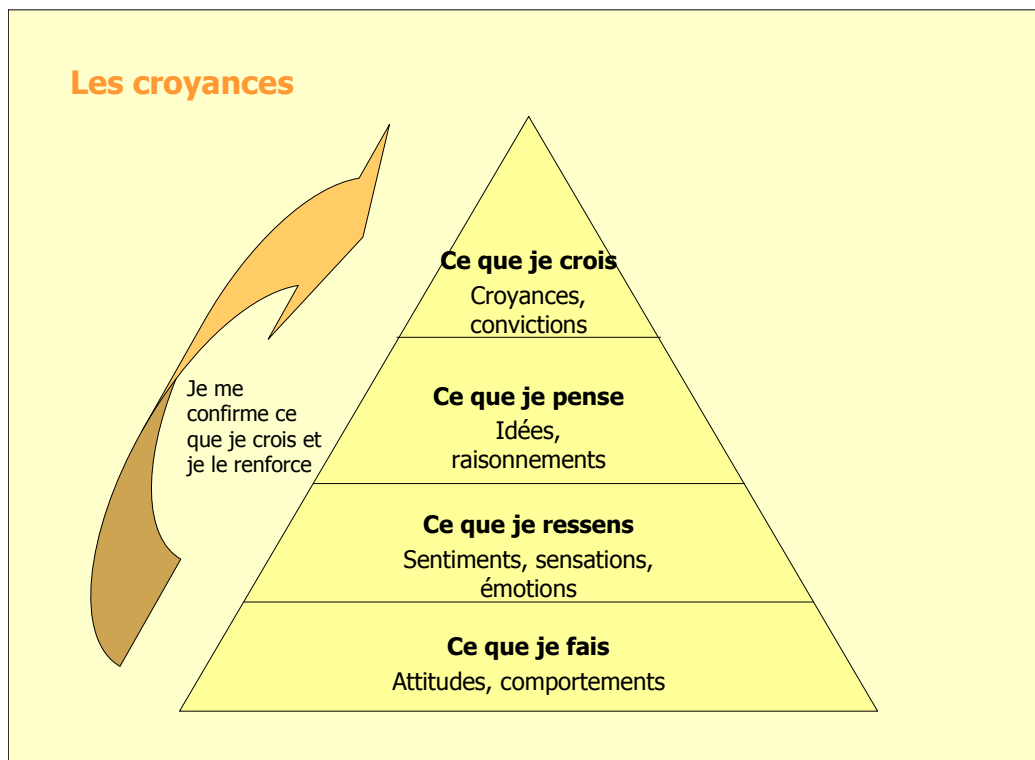 Les croyances
Ce que je crois
Croyances,
convictions
Ce que je pense
Idées,
raisonnements
Je me
confirme ce
que je crois et
je le renforce
Ce que je ressens
Sentiments, sensations,
émotions
Ce que je fais
Attitudes, comportements